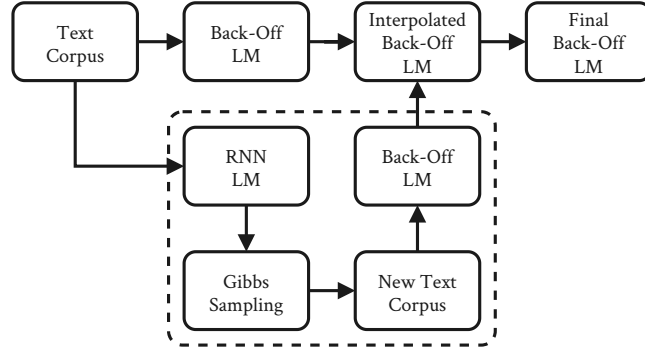 Text
Corpus
Back-Off
LM
Interpolated
Back-Off
LM
Final
Back-Off
LM
RNN
LM
Back-Off
LM
Gibbs
Sampling
New Text
Corpus